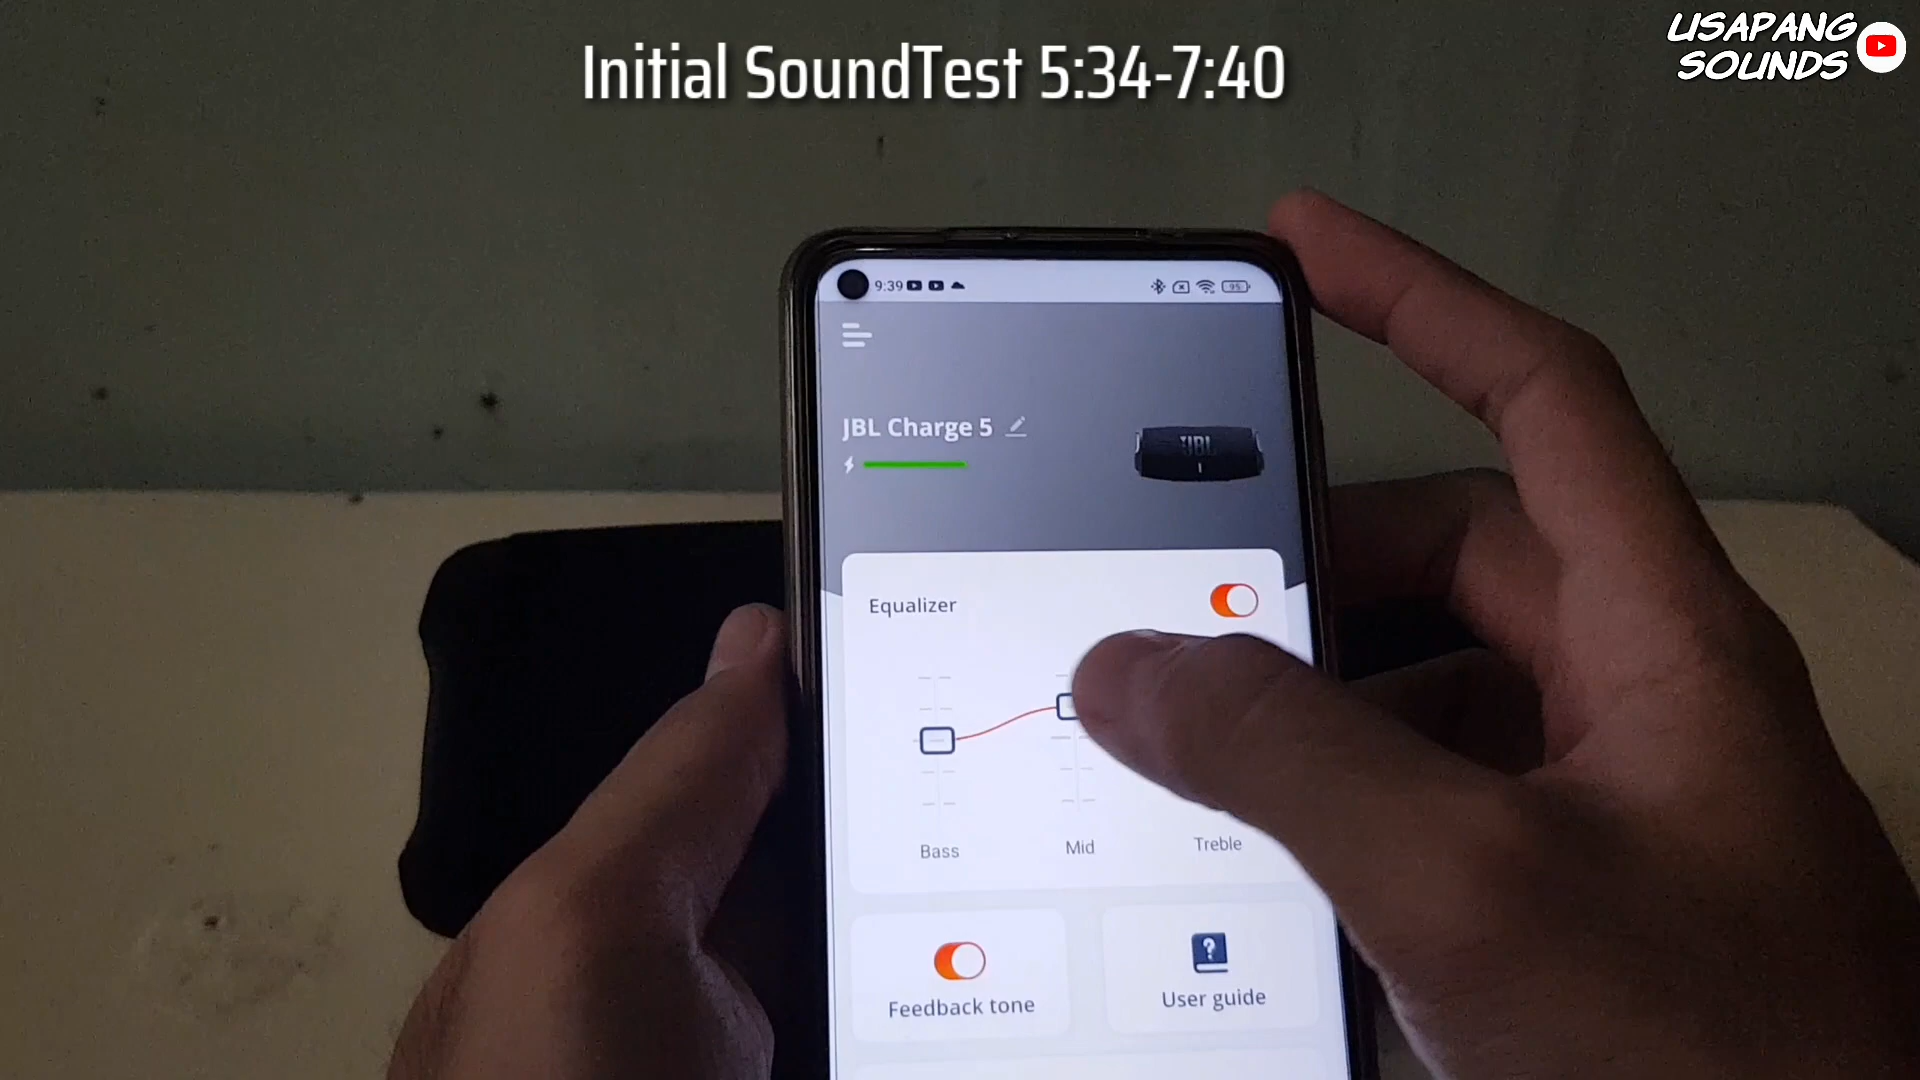 Initial SoundTest 5:34-7:40
USAPANG
SOUNDS
9:39
95
JBL Charge 5
JBL
Equalizer
Bass
Mid
Treble
Feedback tone
User guide